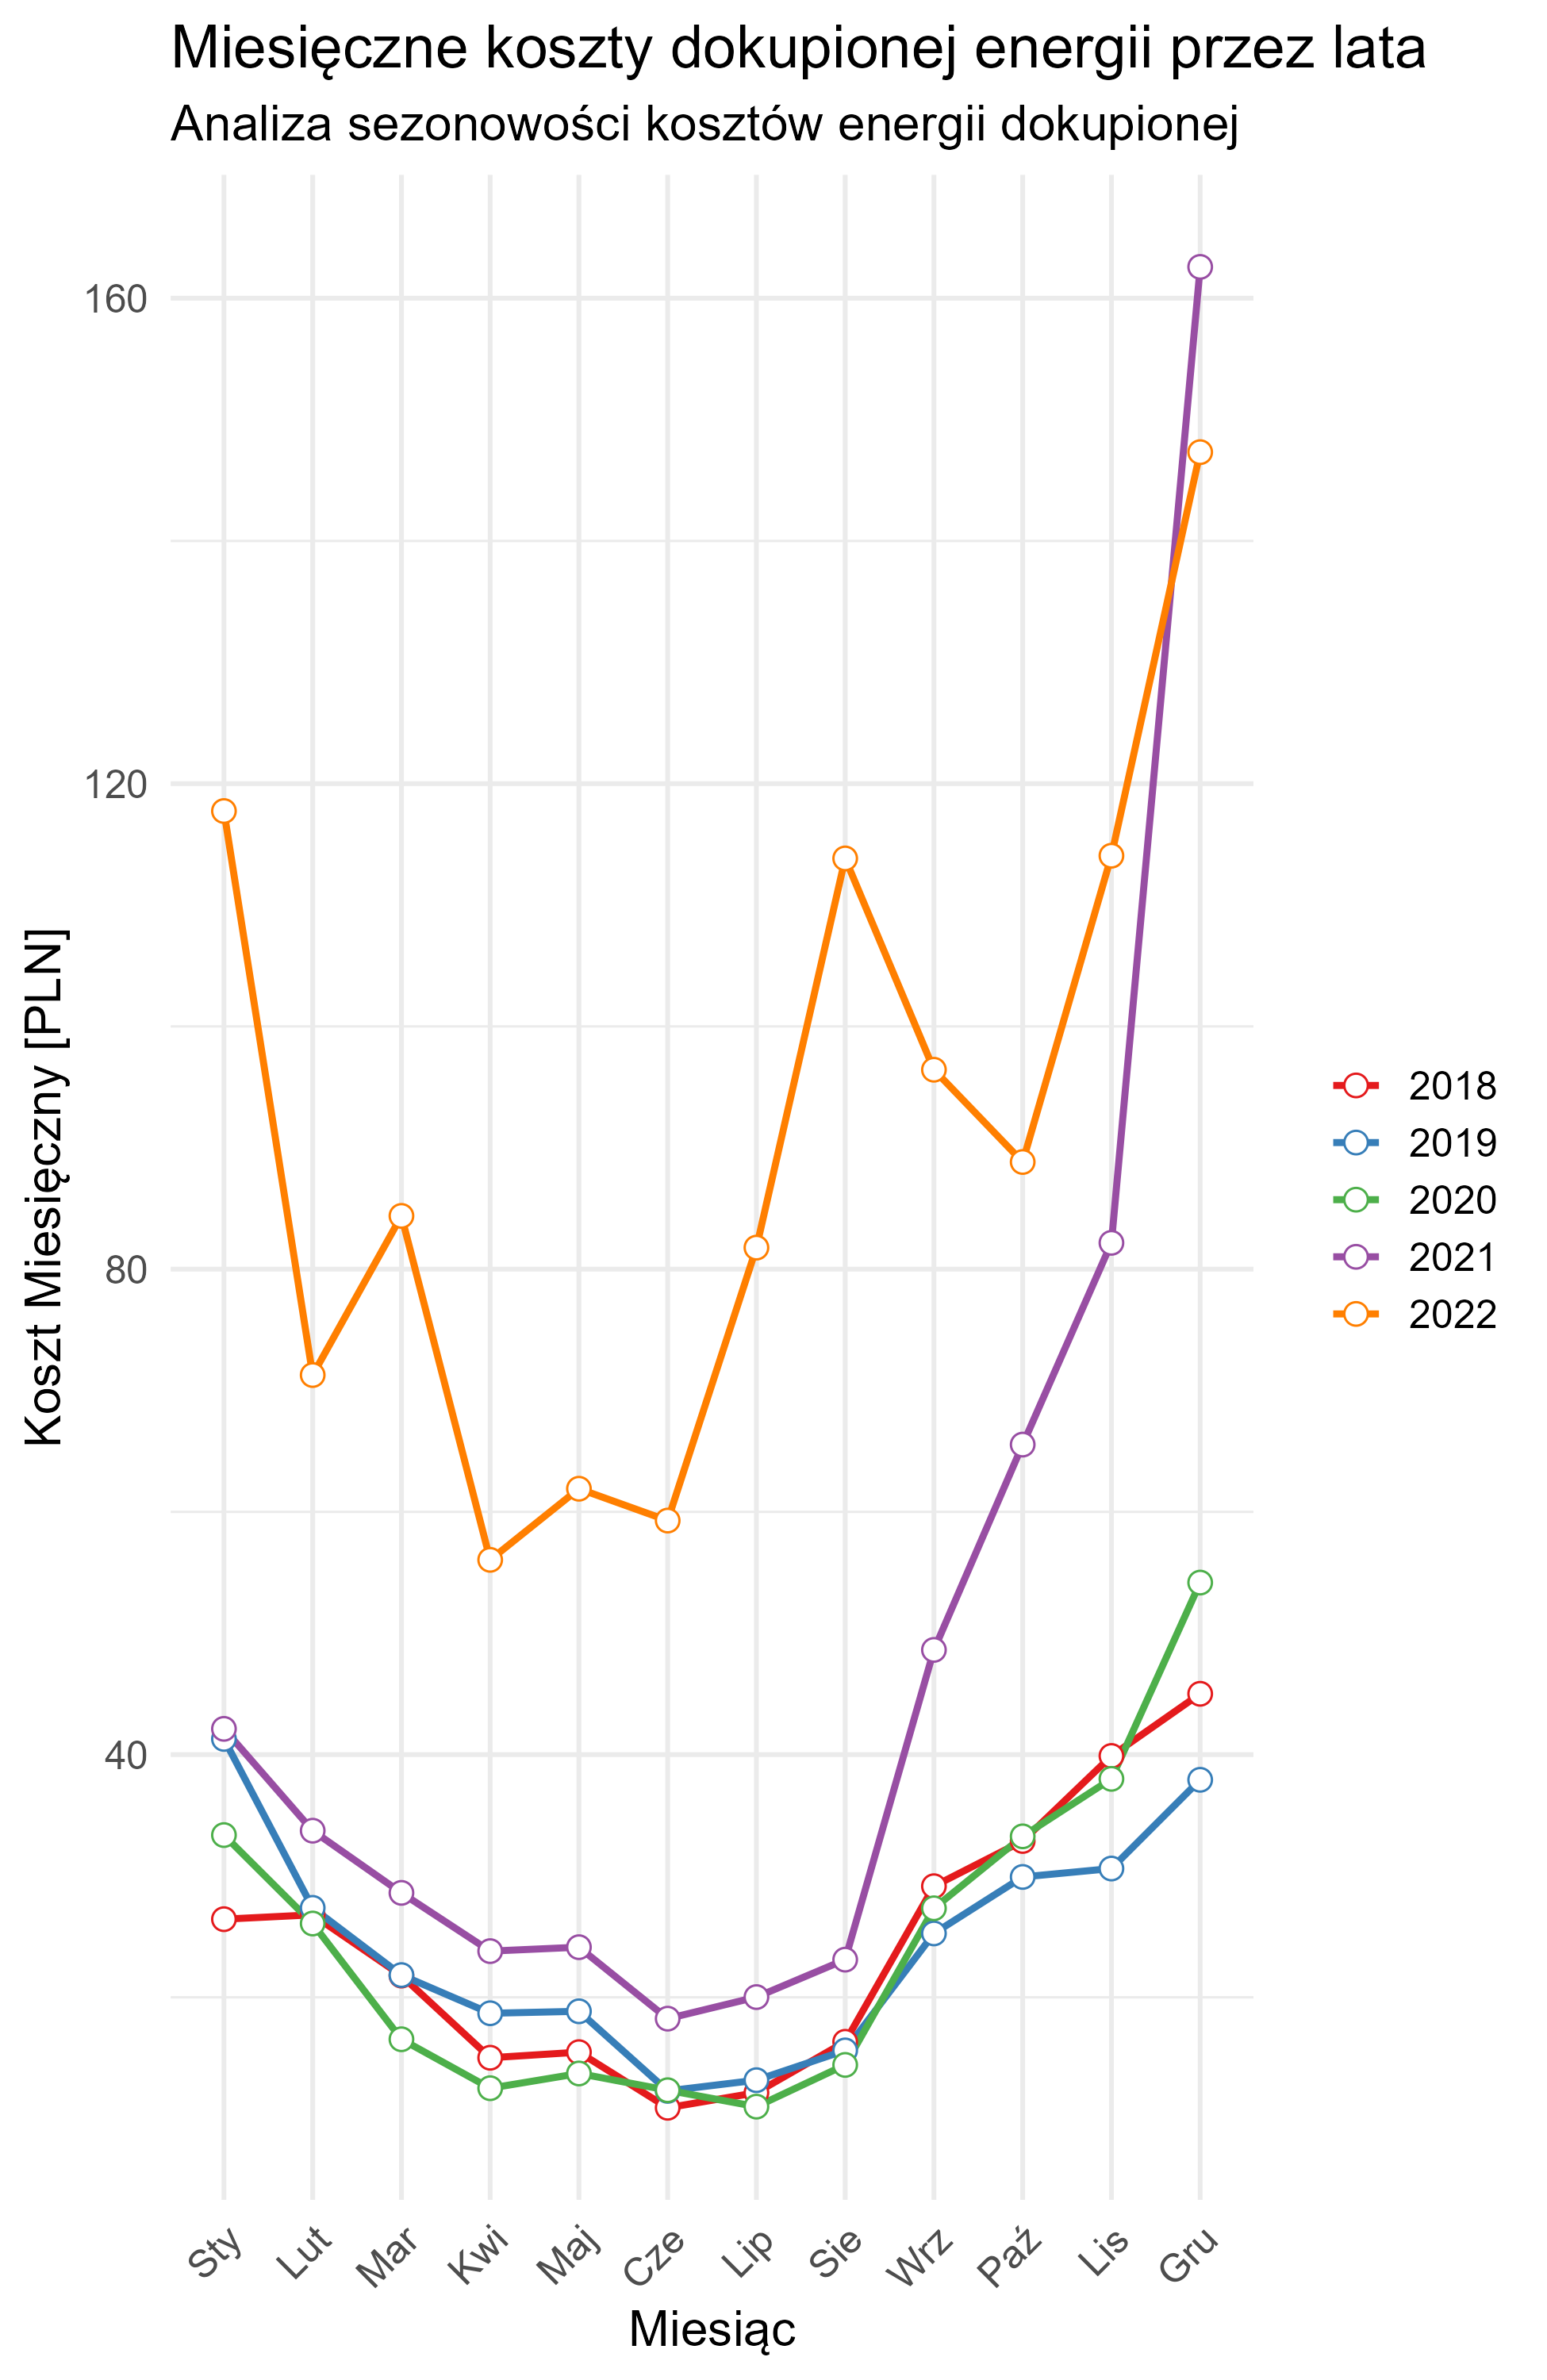 Miesięczne koszty dokupionej energii przez lata
Analiza sezonowości kosztów energii dokupionej
160
120
80
40
Koszt Miesięczny [PLN]
2018
2019
2020
2021
2022
Sty
Lut
Mar
Kwi
Maj
Cze
Lip
Sie
Wrz
Paź
Lis
Gru
Miesiąc